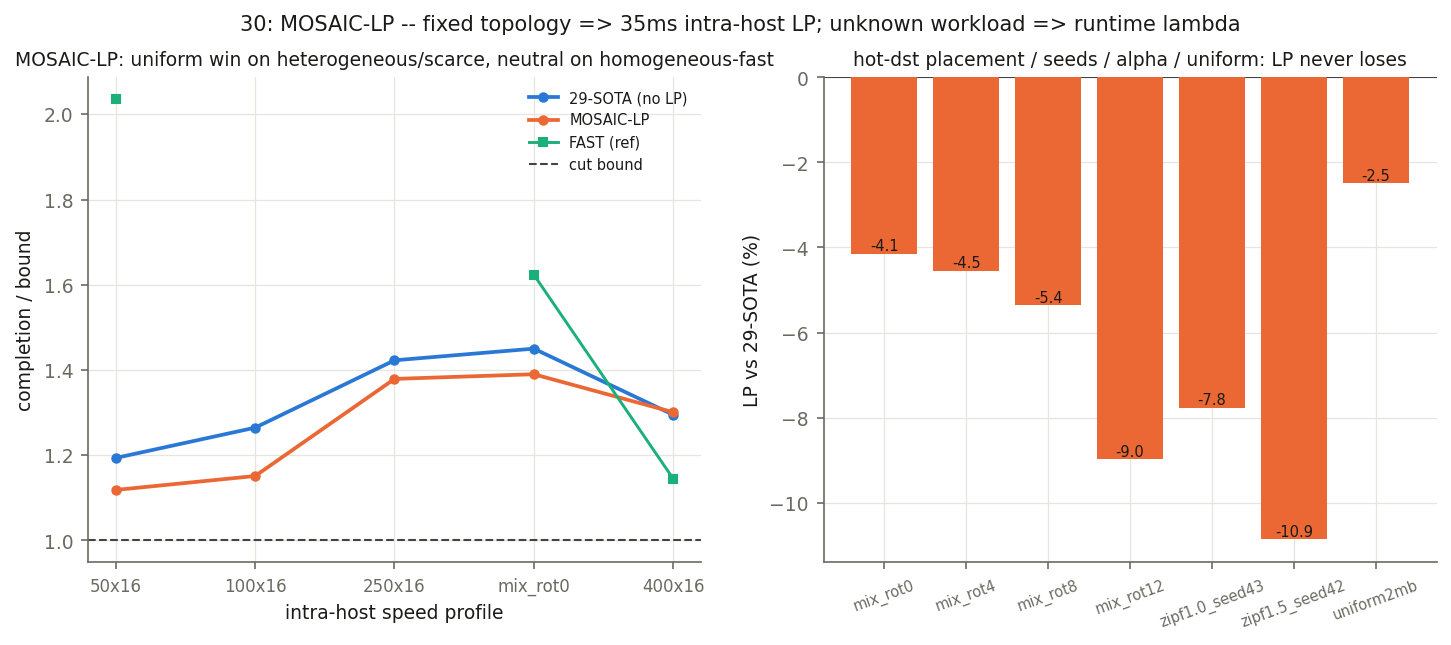 30: MOSAIC-LP -- fixed topology => 35ms intra-host LP; unknown workload => runtime lambda
MOSAIC-LP: uniform win on heterogeneous/scarce, neutral on homogeneous-fast
29-SOTA (no LP)
MOSAIC-LP
FAST (ref)
cut bound
completion / bound
2.0
1.8
1.6
1.4
1.2
1.0
50x16
100x16
250x16
mix_rot0
400x16
intra-host speed profile
hot-dst placement / seeds / alpha / uniform: LP never loses
LP vs 29-SOTA (%)
0
−2
−4
−6
−8
−10
-4.1
-4.5
-5.4
-9.0
-7.8
-10.9
-2.5
mix_rot0
mix_rot4
mix_rot8
mix_rot12
zipf1.0_seed43
zipf1.5_seed42
uniform2mb